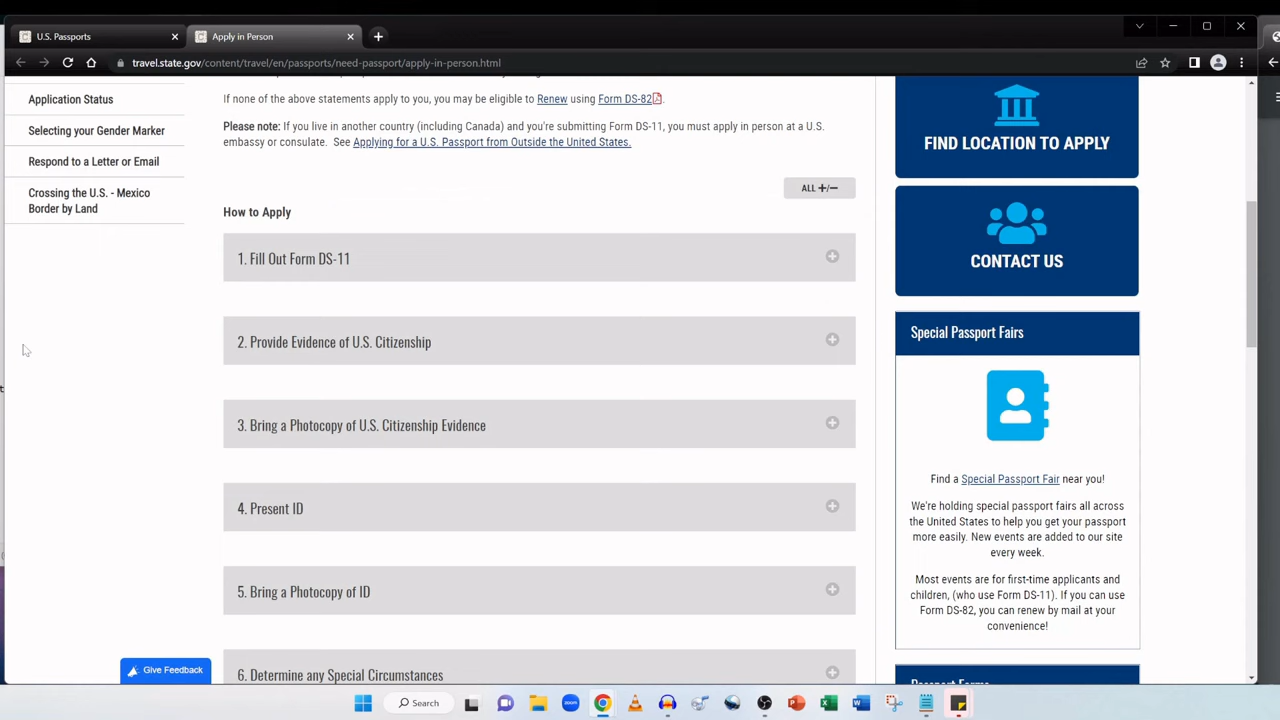 U.S. Passports
Apply in Person
travel.state.gov/content/travel/en/passports/need-passport/apply-in-person.html
Application Status
Selecting your Gender Marker
Respond to a Letter or Email
Crossing the U.S. - Mexico
Border by Land
If none of the above statements apply to you, you may be eligible to Renew using Form DS-82.
Please note: If you live in another country (including Canada) and you're submitting Form DS-11, you must apply in person at a U.S.
embassy or consulate. See Applying for a U.S. Passport from Outside the United States.
ALL +/−
How to Apply
1. Fill Out Form DS-11
2. Provide Evidence of U.S. Citizenship
3. Bring a Photocopy of U.S. Citizenship Evidence
4. Present ID
5. Bring a Photocopy of ID
6. Determine any Special Circumstances
FIND LOCATION TO APPLY
CONTACT US
Special Passport Fairs
Find a Special Passport Fair near you!
We're holding special passport fairs all across
the United States to help you get your passport
more easily. New events are added to our site
every week.
Most events are for first-time applicants and
children, (who use Form DS-11). If you can use
Form DS-82, you can renew by mail at your
convenience!
Give Feedback
Search